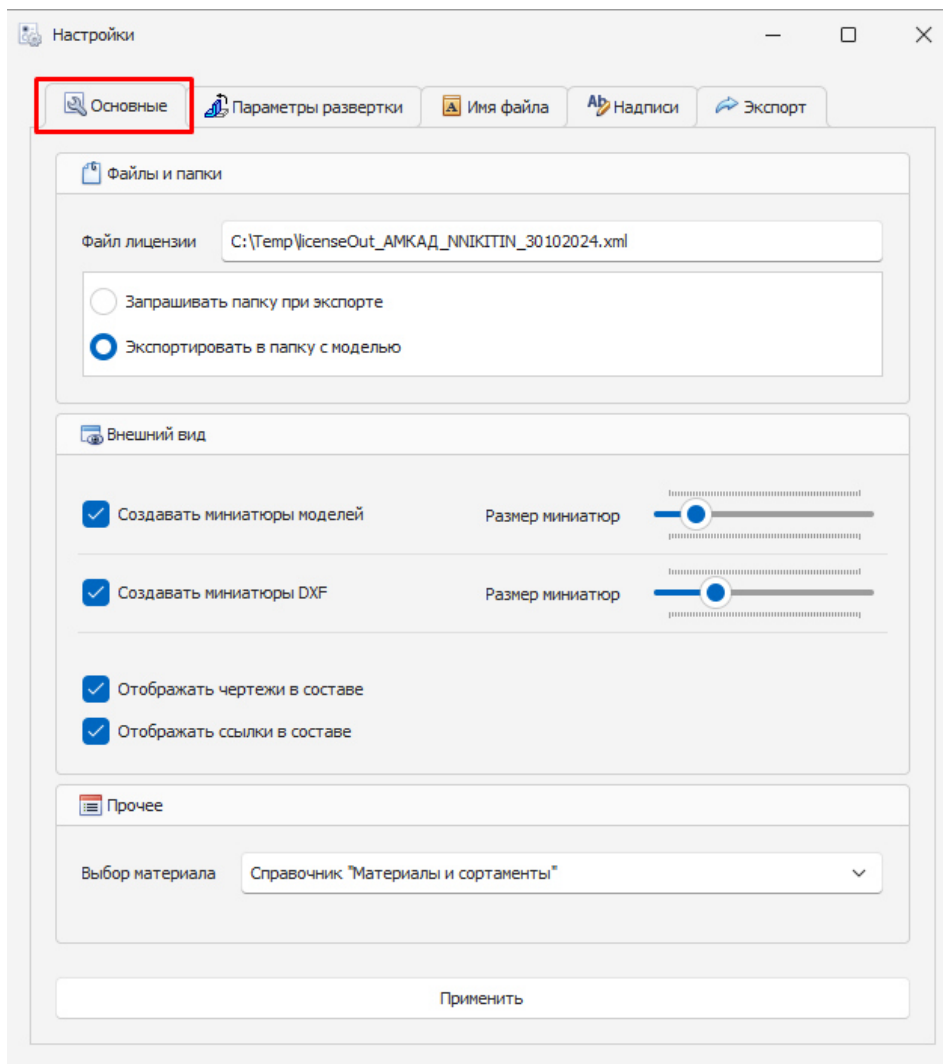 Настройки
Основные Параметры развертки Имя файла Надписи Экспорт
Файлы и папки
Файл лицензии C:\Temp\licenseOut_АМКАД_NNIKITIN_30102024.xml
Запрашивать папку при экспорте
Экспортировать в папку с моделью
Внешний вид
Создавать миниатюры моделей Размер миниатюр
Создавать миниатюры DXF Размер миниатюр
Отображать чертежи в составе
Отображать ссылки в составе
Прочее
Выбор материала Справочник "Материалы и сортаменты"
Применить